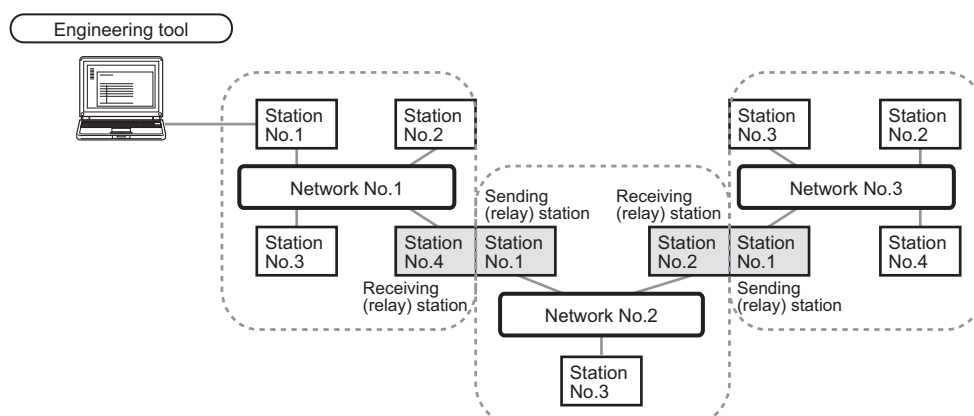 Engineering tool
Station
No.1
Station
No.2
Network No.1
Station
No.3
Station
No.4
Receiving
(relay) station
Sending
(relay) station
Station
No.1
Network No.2
Station
No.3
Receiving
(relay) station
Station
No.2
Station
No.1
Sending
(relay) station
Station
No.3
Station
No.2
Network No.3
Station
No.4